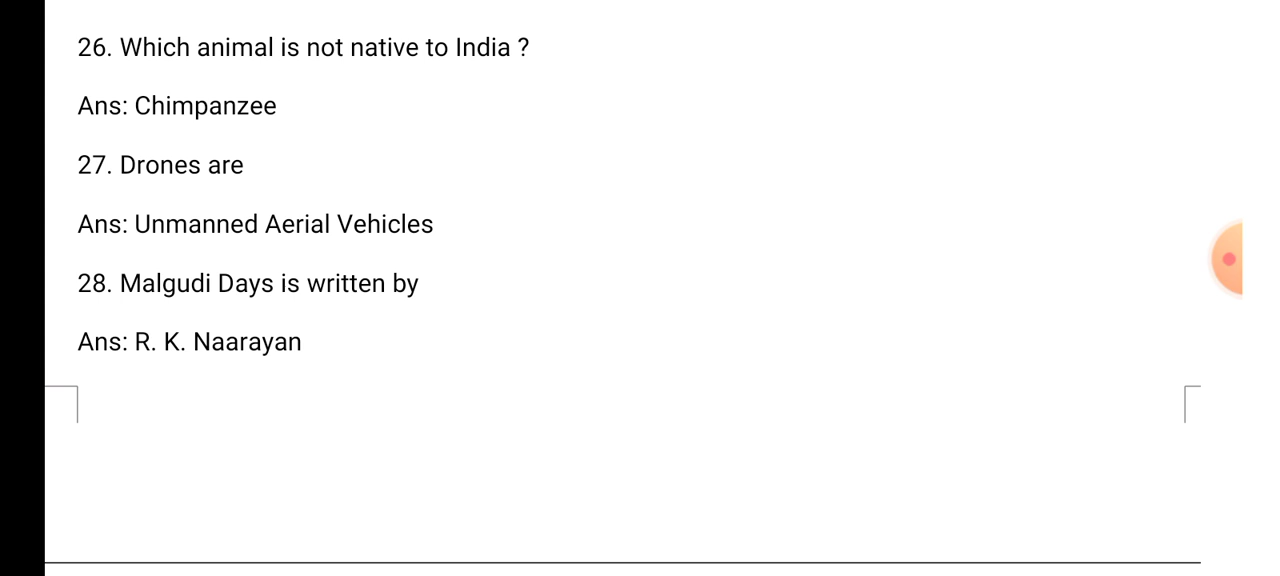 26. Which animal is not native to India ?
Ans: Chimpanzee
27. Drones are
Ans: Unmanned Aerial Vehicles
28. Malgudi Days is written by
Ans: R. K. Naarayan